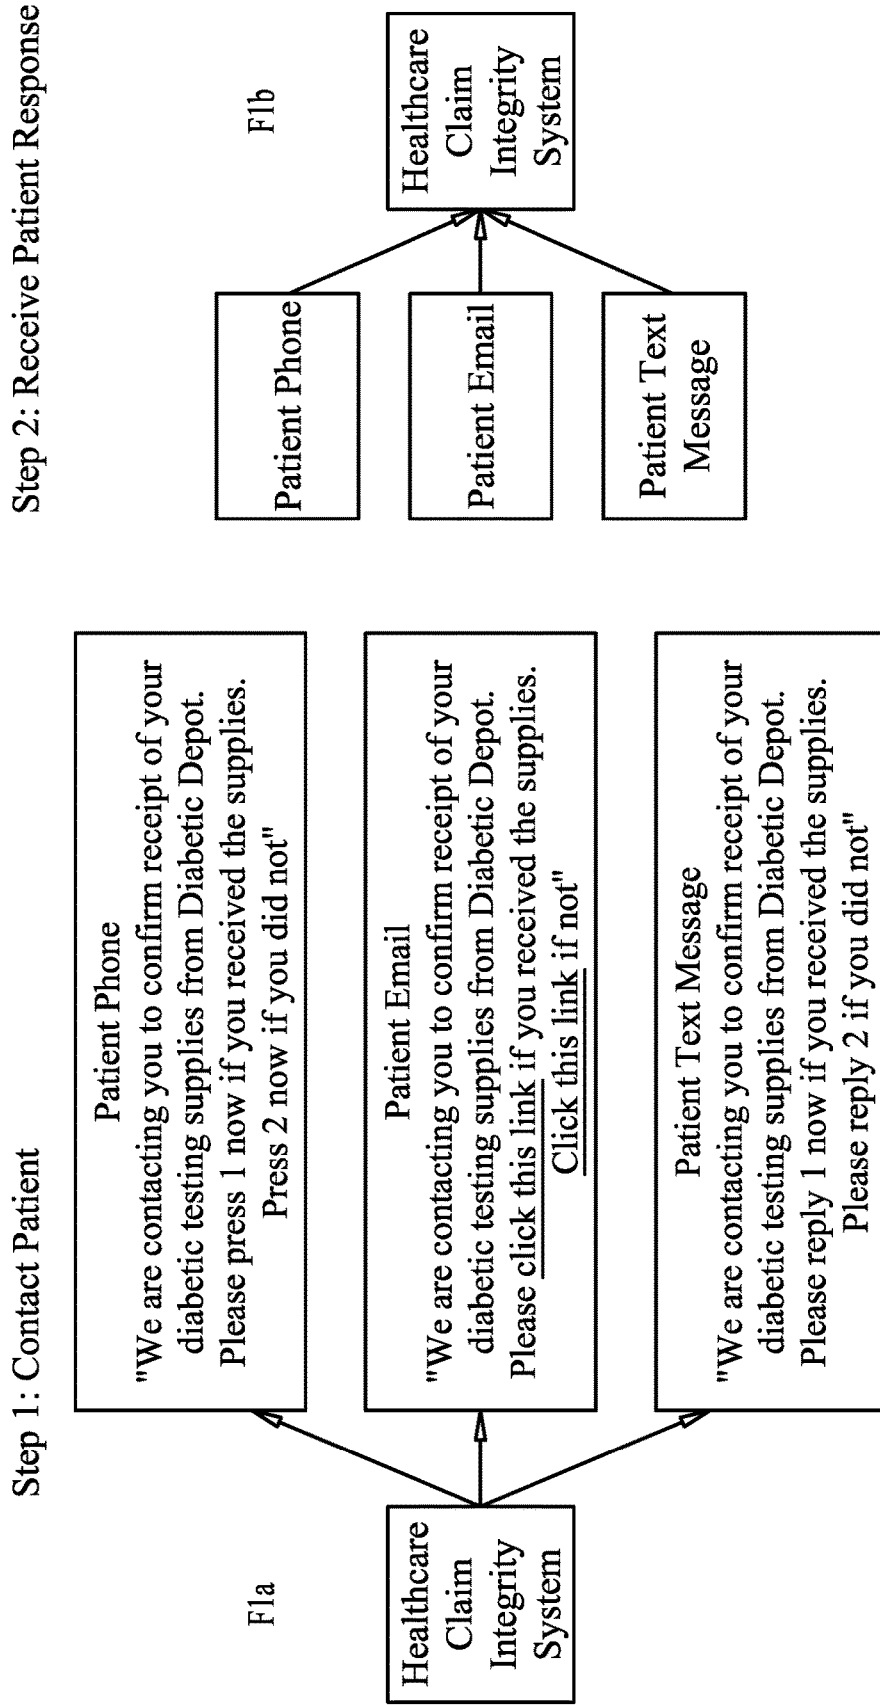 Step 1: Contact Patient
F1a
Healthcare
Claim
Integrity
System
Patient Phone
"We are contacting you to confirm receipt of your
diabetic testing supplies from Diabetic Depot.
Please press 1 now if you received the supplies.
Press 2 now if you did not"
Patient Email
"We are contacting you to confirm receipt of your
diabetic testing supplies from Diabetic Depot.
Please click this link if you received the supplies.
Click this link if not"
Patient Text Message
"We are contacting you to confirm receipt of your
diabetic testing supplies from Diabetic Depot.
Please reply 1 now if you received the supplies.
Please reply 2 if you did not"
Step 2: Receive Patient Response
F1b
Patient Phone
Patient Email
Patient Text
Message
Healthcare
Claim
Integrity
System